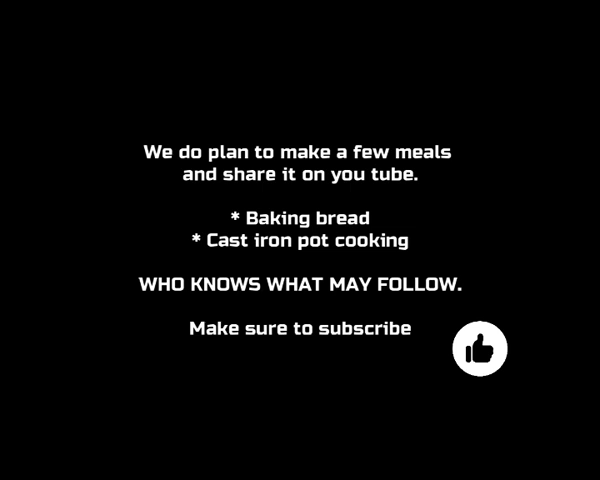 We do plan to make a few meals
and share it on you tube.
* Baking bread
* Cast iron pot cooking
WHO KNOWS WHAT MAY FOLLOW.
Make sure to subscribe